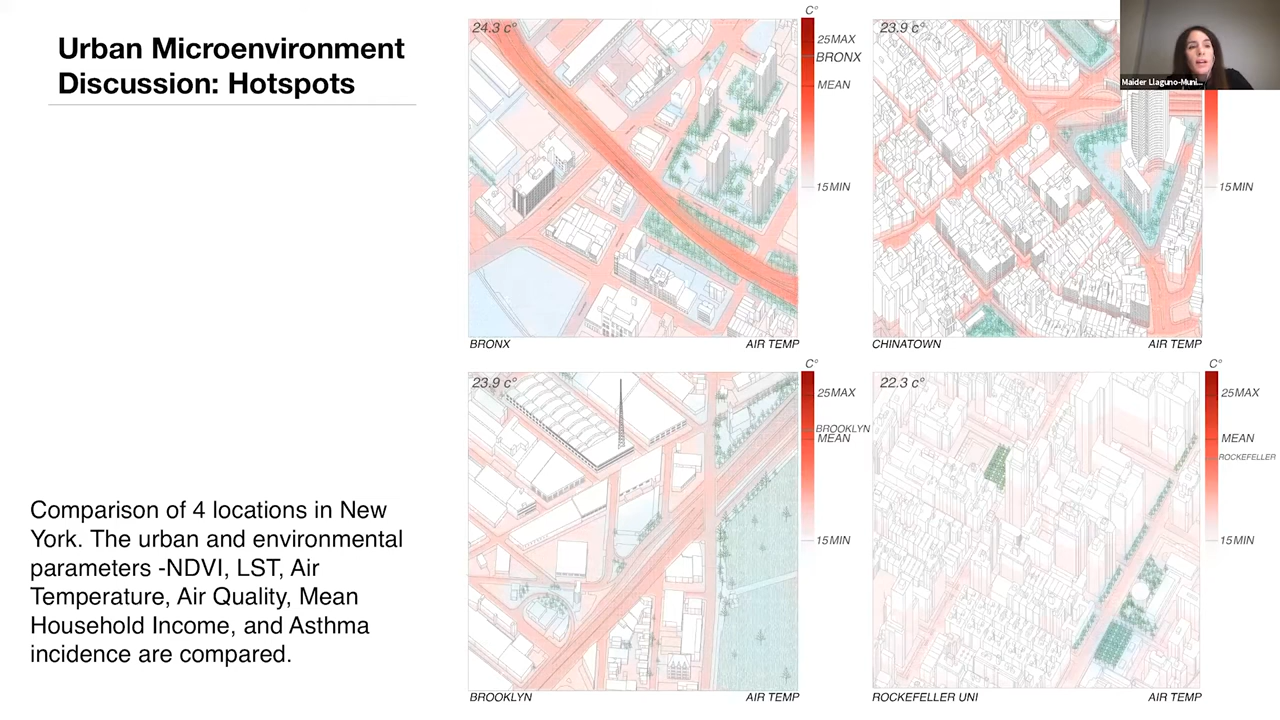 Urban Microenvironment
Discussion: Hotspots
Comparison of 4 locations in New
York. The urban and environmental
parameters -NDVI, LST, Air
Temperature, Air Quality, Mean
Household Income, and Asthma
incidence are compared.
24.3 c°
C°
25MAX
BRONX
MEAN
15MIN
BRONX
AIR TEMP
23.9 c°
15MIN
CHINATOWN
AIR TEMP
Maider Llaguno-Muni...
23.9 c°
C°
25MAX
BROOKLYN
MEAN
15MIN
BROOKLYN
AIR TEMP
22.3 c°
C°
25MAX
MEAN
ROCKEFELLER
15MIN
ROCKEFELLER UNI
AIR TEMP